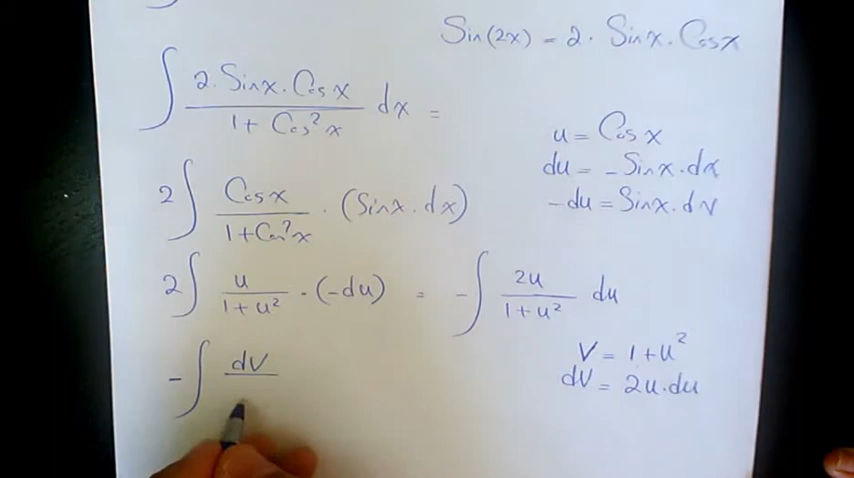 Sin(2x) = 2 · Sinx · Cosx
∫ 2·Sinx·Cosx / 1 + Cos²x dx =
u = Cosx
du = - Sinx·dx
-du = Sinx·dx
2∫ Cosx / 1+Cos²x · (Sinx·dx)
2∫ u / 1+u² · (-du) = -∫ 2u / 1+u² du
V = 1+u²
dV = 2u·du
-∫ dV